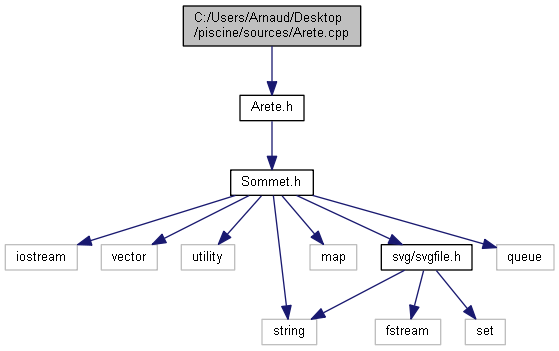 C:/Users/Arnaud/Desktop
/piscine/sources/Arete.cpp
Arete.h
Sommet.h
iostream
vector
utility
map
svg/svgfile.h
queue
string
fstream
set